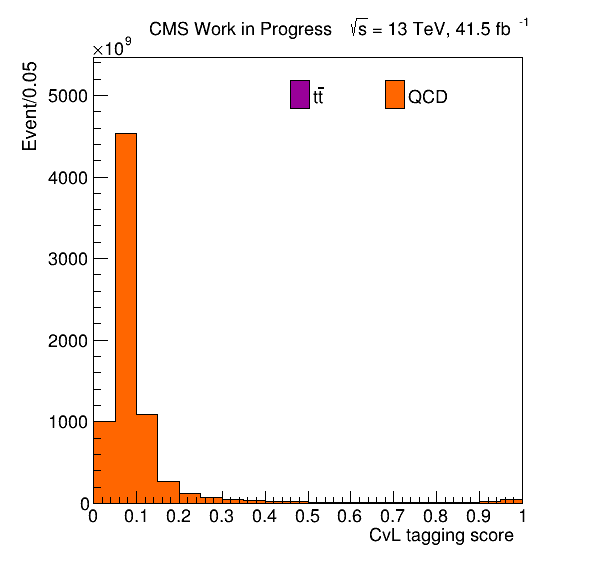 CMS Work in Progress √s = 13 TeV, 41.5 fb⁻¹
×10⁹
Event/0.05
tt̄
QCD
5000
4000
3000
2000
1000
0
0 0.1 0.2 0.3 0.4 0.5 0.6 0.7 0.8 0.9 1
CvL tagging score